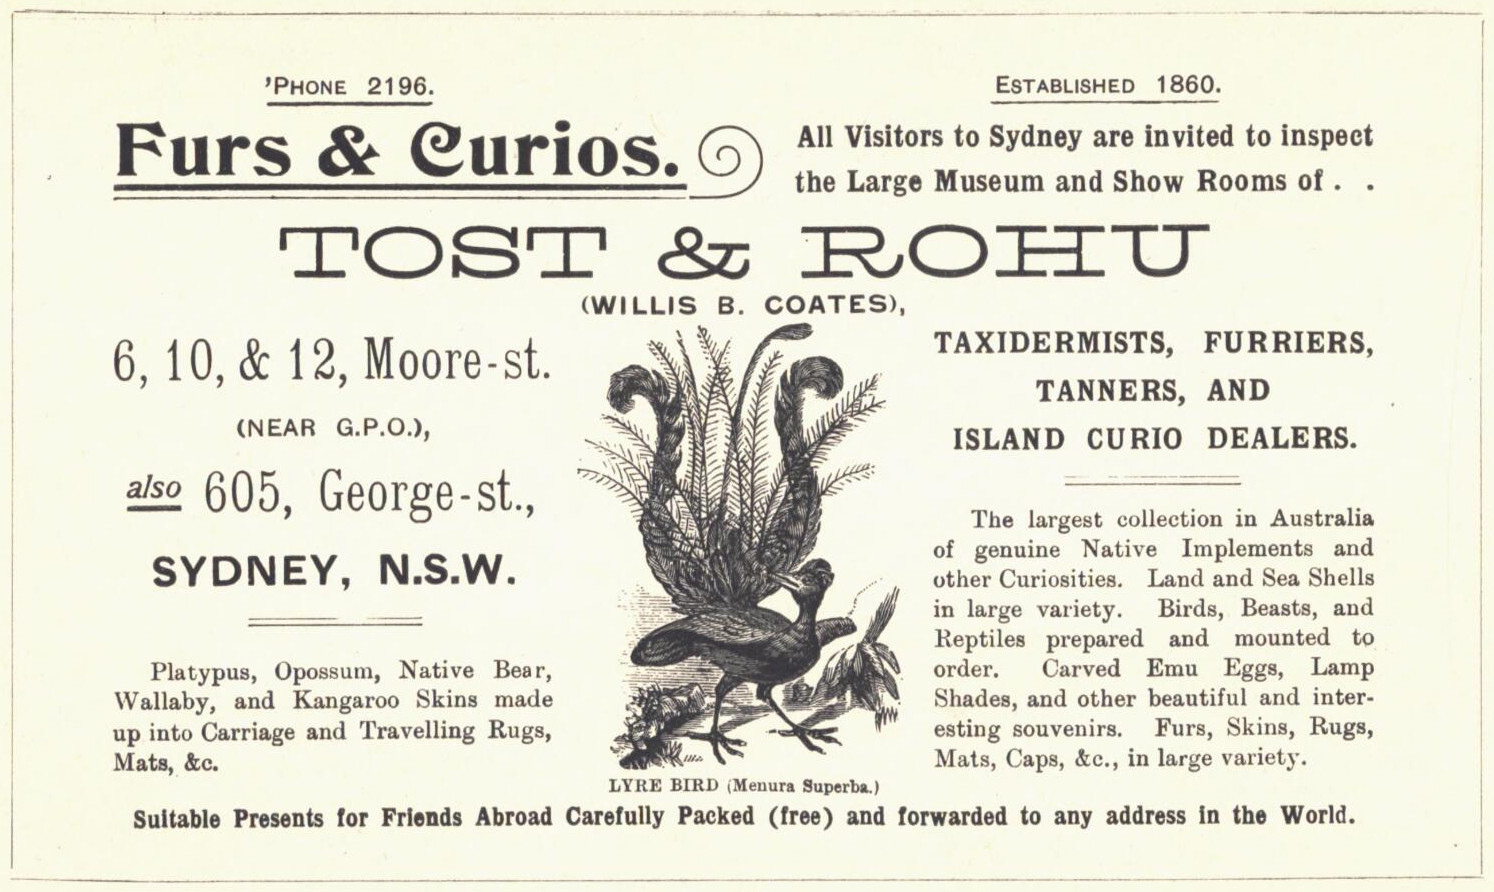 'PHONE 2196.
ESTABLISHED 1860.
Furs & Curios.
All Visitors to Sydney are invited to inspect
the Large Museum and Show Rooms of . .
TOST & ROHU
(WILLIS B. COATES),
6, 10, & 12, Moore-st.
(NEAR G.P.O.),
also 605, George-st.,
SYDNEY, N.S.W.
Platypus, Opossum, Native Bear,
Wallaby, and Kangaroo Skins made
up into Carriage and Travelling Rugs,
Mats, &c.
LYRE BIRD (Menura Superba.)
TAXIDERMISTS, FURRIERS,
TANNERS, AND
ISLAND CURIO DEALERS.
The largest collection in Australia
of genuine Native Implements and
other Curiosities. Land and Sea Shells
in large variety. Birds, Beasts, and
Reptiles prepared and mounted to
order. Carved Emu Eggs, Lamp
Shades, and other beautiful and inter-
esting souvenirs. Furs, Skins, Rugs,
Mats, Caps, &c., in large variety.
Suitable Presents for Friends Abroad Carefully Packed (free) and forwarded to any address in the World.